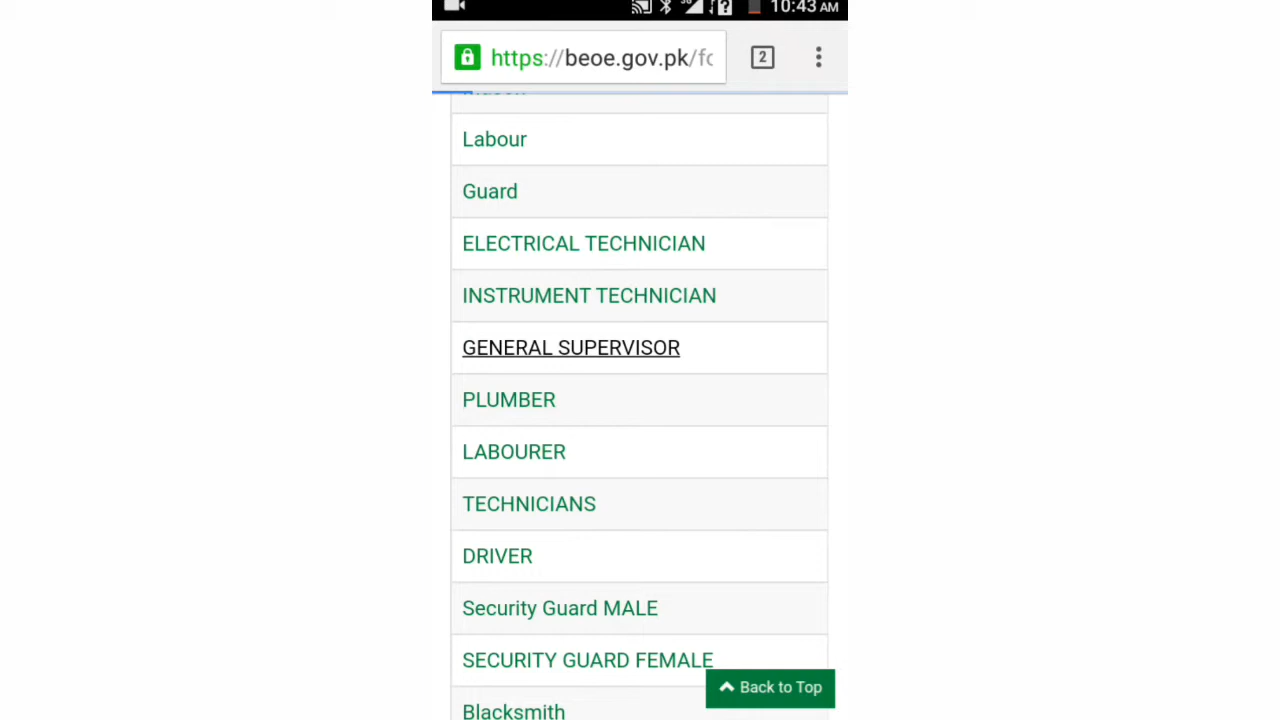 10:43 AM
https://beoe.gov.pk/fo
2
Labour
Guard
ELECTRICAL TECHNICIAN
INSTRUMENT TECHNICIAN
GENERAL SUPERVISOR
PLUMBER
LABOURER
TECHNICIANS
DRIVER
Security Guard MALE
SECURITY GUARD FEMALE
Back to Top
Blacksmith